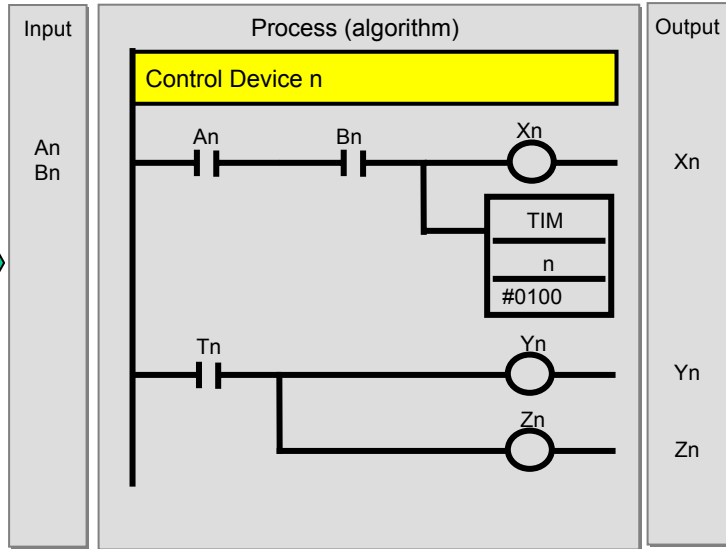 Input
Process (algorithm)
Output
Control Device n
An
Bn
Xn
An
Bn
Xn
TIM
n
#0100
Tn
Yn
Yn
Zn
Zn